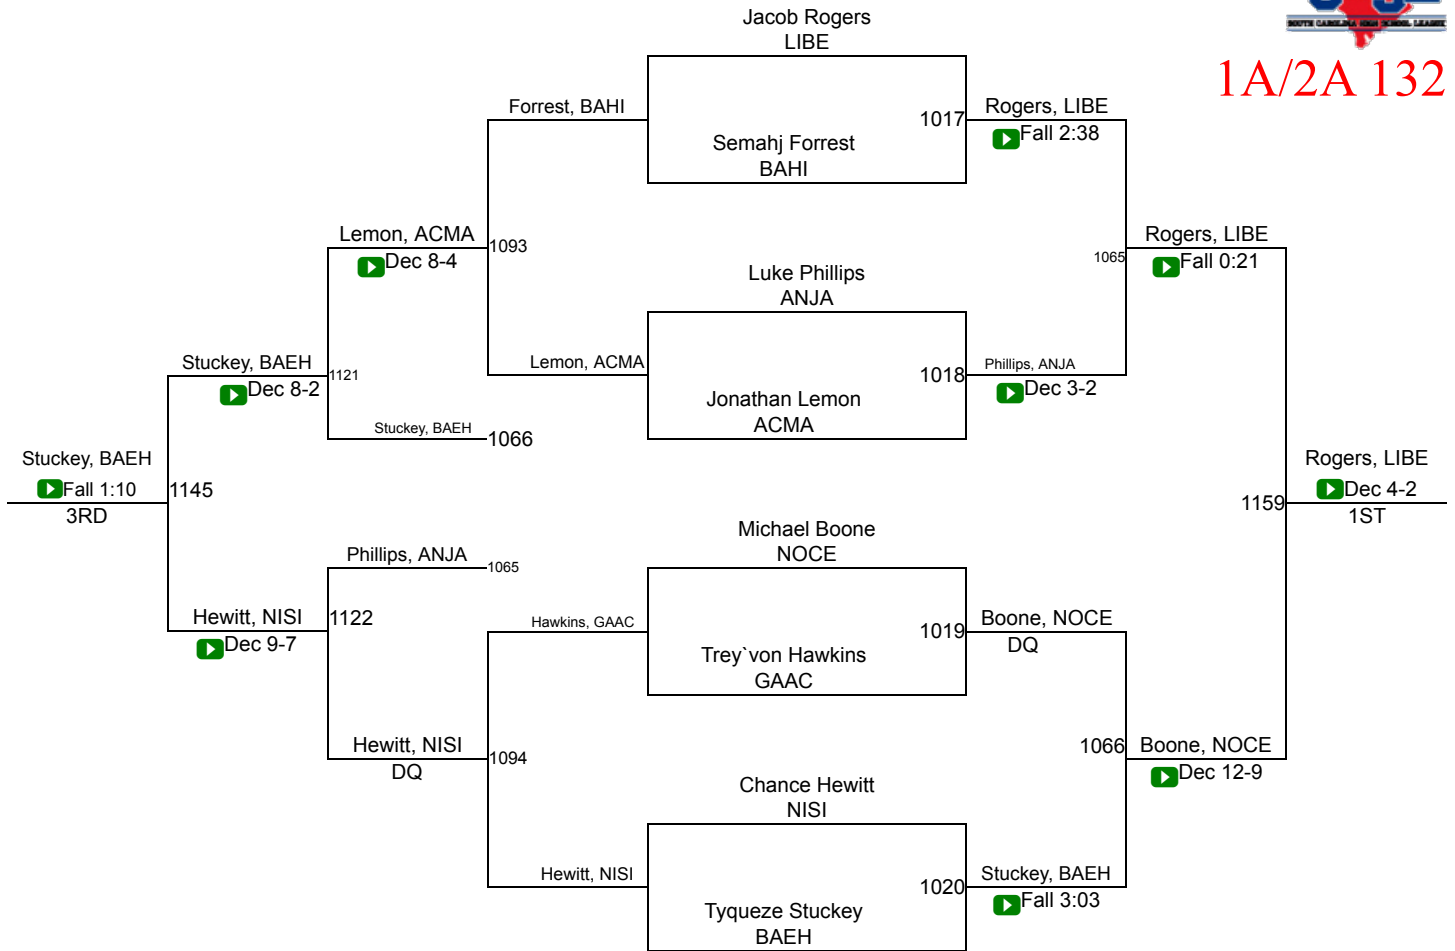 SOUTH CAROLINA HIGH SCHOOL LEAGUE
1A/2A 132
Jacob Rogers
LIBE
Forrest, BAHI
1017
Rogers, LIBE
Fall 2:38
Semahj Forrest
BAHI
Lemon, ACMA
Dec 8-4
1093
Rogers, LIBE
Fall 0:21
1065
Luke Phillips
ANJA
Stuckey, BAEH
Dec 8-2
1121
Lemon, ACMA
1018
Phillips, ANJA
Dec 3-2
Jonathan Lemon
ACMA
Stuckey, BAEH
1066
Stuckey, BAEH
Fall 1:10
3RD
1145
1159
Rogers, LIBE
Dec 4-2
1ST
Michael Boone
NOCE
Phillips, ANJA
1065
Hewitt, NISI
Dec 9-7
1122
Hawkins, GAAC
1019
Boone, NOCE
DQ
Trey`von Hawkins
GAAC
Hewitt, NISI
DQ
1094
1066
Boone, NOCE
Dec 12-9
Chance Hewitt
NISI
Hewitt, NISI
1020
Stuckey, BAEH
Fall 3:03
Tyqueze Stuckey
BAEH